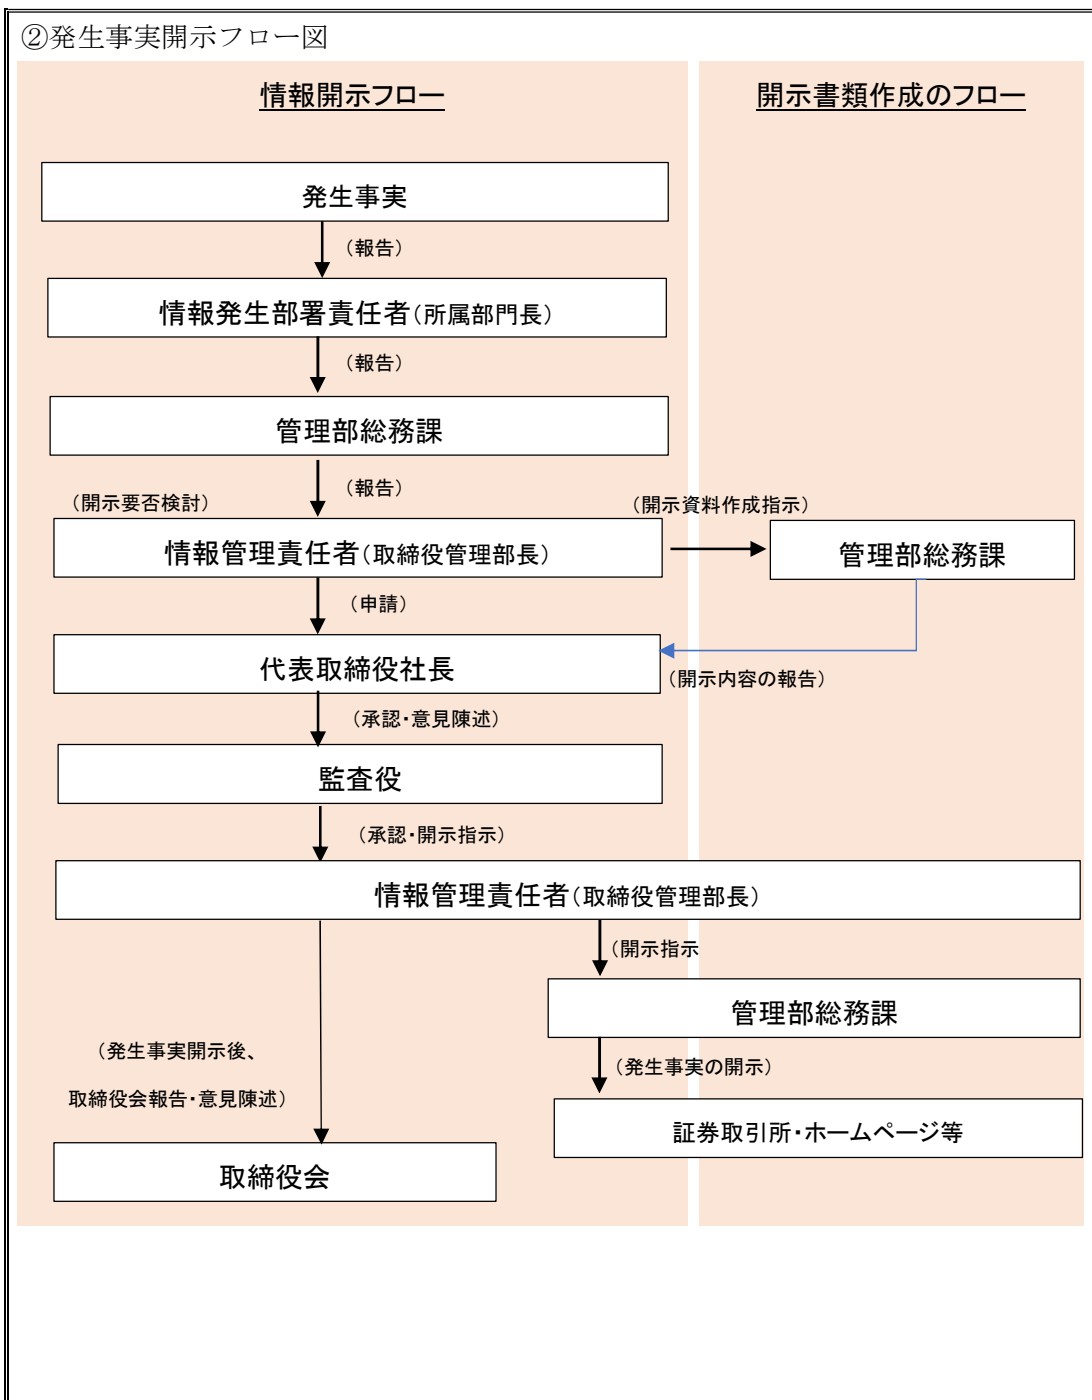 ②発生事実開示フロー図
情報開示フロー
開示書類作成のフロー
発生事実
（報告）
情報発生部署責任者（所属部門長）
（報告）
管理部総務課
（報告）
（開示要否検討）
（開示資料作成指示）
情報管理責任者（取締役管理部長）
管理部総務課
（申請）
代表取締役社長
（開示内容の報告）
（承認・意見陳述）
監査役
（承認・開示指示）
情報管理責任者（取締役管理部長）
（開示指示
管理部総務課
（発生事実開示後、
取締役会報告・意見陳述）
（発生事実の開示）
証券取引所・ホームページ等
取締役会